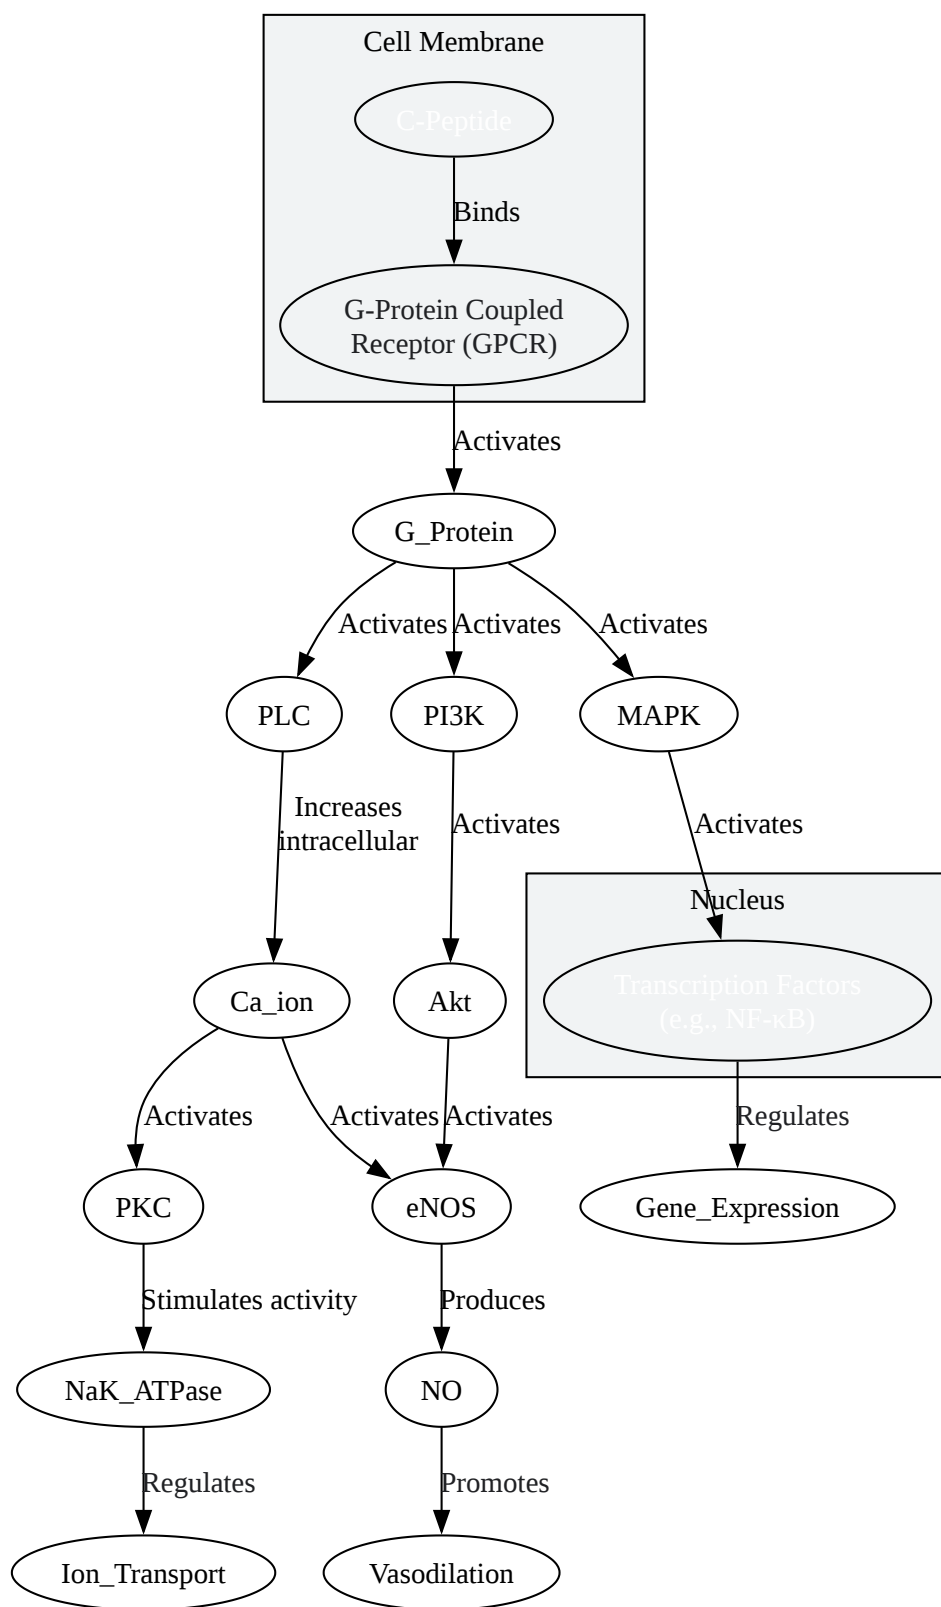 Cell Membrane
C-Peptide
Binds
G-Protein Coupled
Receptor (GPCR)
Activates
G_Protein
Activates
Activates
Activates
PLC
PI3K
MAPK
Increases
intracellular
Activates
Activates
Nucleus
Ca_ion
Akt
Transcription Factors
(e.g., NF-κB)
Activates
Activates
Activates
Regulates
PKC
eNOS
Gene_Expression
Stimulates activity
Produces
NaK_ATPase
NO
Regulates
Promotes
Ion_Transport
Vasodilation